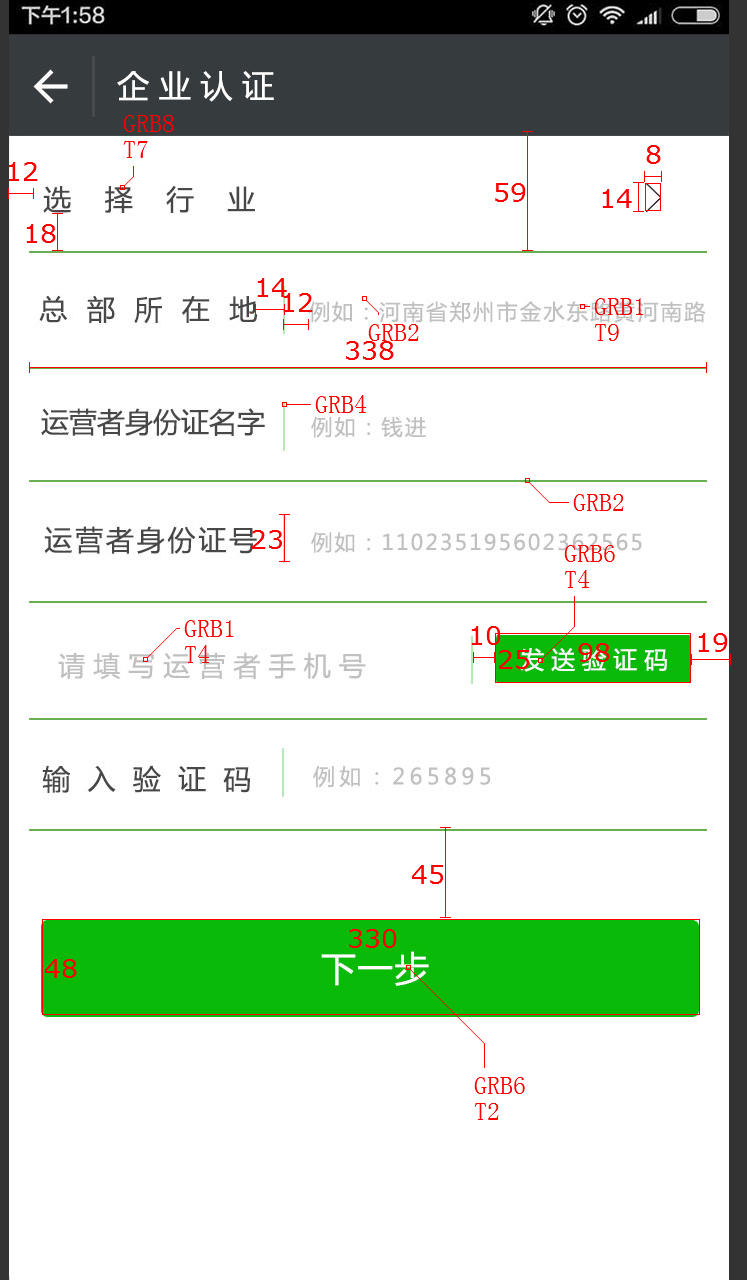 下午1:58
企业认证
GRB8
T7
12
8
59
14
选择行业
18
14
12
总部所在地
例如：河南省郑州市金水东路黄河南路
GRB1
T9
GRB2
338
GRB4
运营者身份证名字
例如：钱进
GRB2
运营者身份证号
23
例如：110235195602362565
GRB6
T4
GRB1
T4
10
19
请填写运营者手机号
25
98
发送验证码
输入验证码
例如：265895
45
330
48
下一步
GRB6
T2